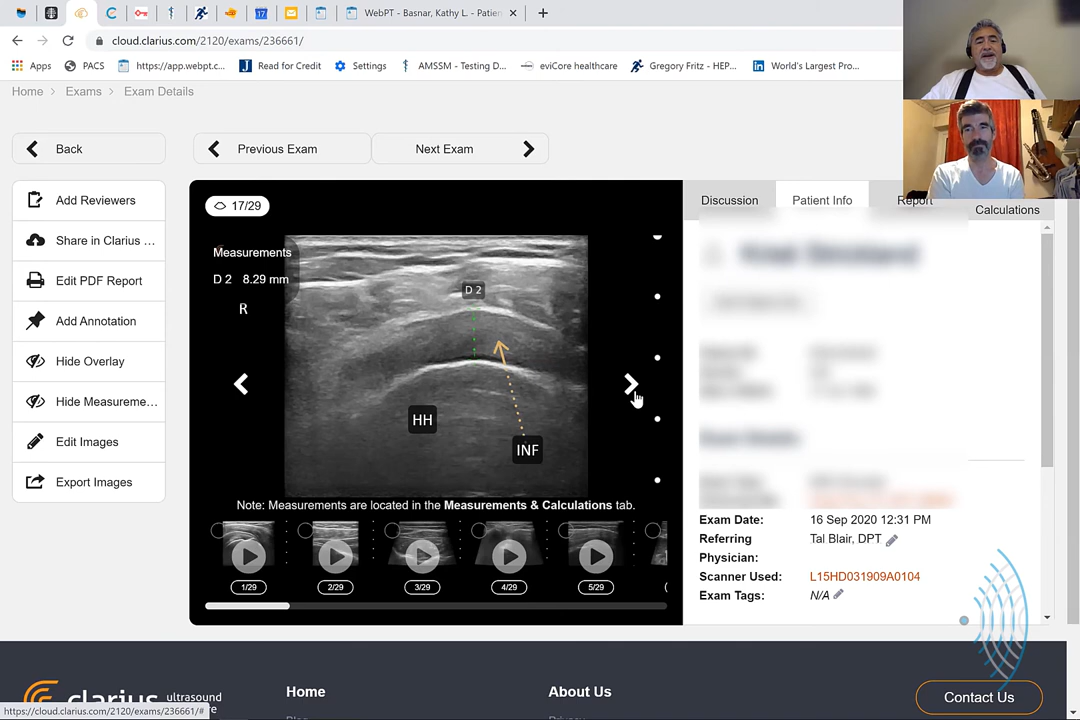 WebPT - Basnar, Kathy L. - Patien
cloud.clarius.com/2120/exams/236661/
Apps PACS https://app.webpt.c... Read for Credit Settings AMSSM - Testing D... eviCore healthcare Gregory Fritz - HEP... World's Largest Pro...
Home Exams Exam Details
Back Previous Exam Next Exam
Add Reviewers
Share in Clarius ...
Edit PDF Report
Add Annotation
Hide Overlay
Hide Measureme...
Edit Images
Export Images
17/29
Measurements
D 2 8.29 mm
R
D 2
HH
INF
Note: Measurements are located in the Measurements & Calculations tab.
1/29 2/29 3/29 4/29 5/29
Discussion Patient Info Report
Calculations
Exam Date: 16 Sep 2020 12:31 PM
Referring Tal Blair, DPT
Physician:
Scanner Used: L15HD031909A0104
Exam Tags: N/A
clarius ultrasound
Home About Us Contact Us
https://cloud.clarius.com/2120/exams/236661/#